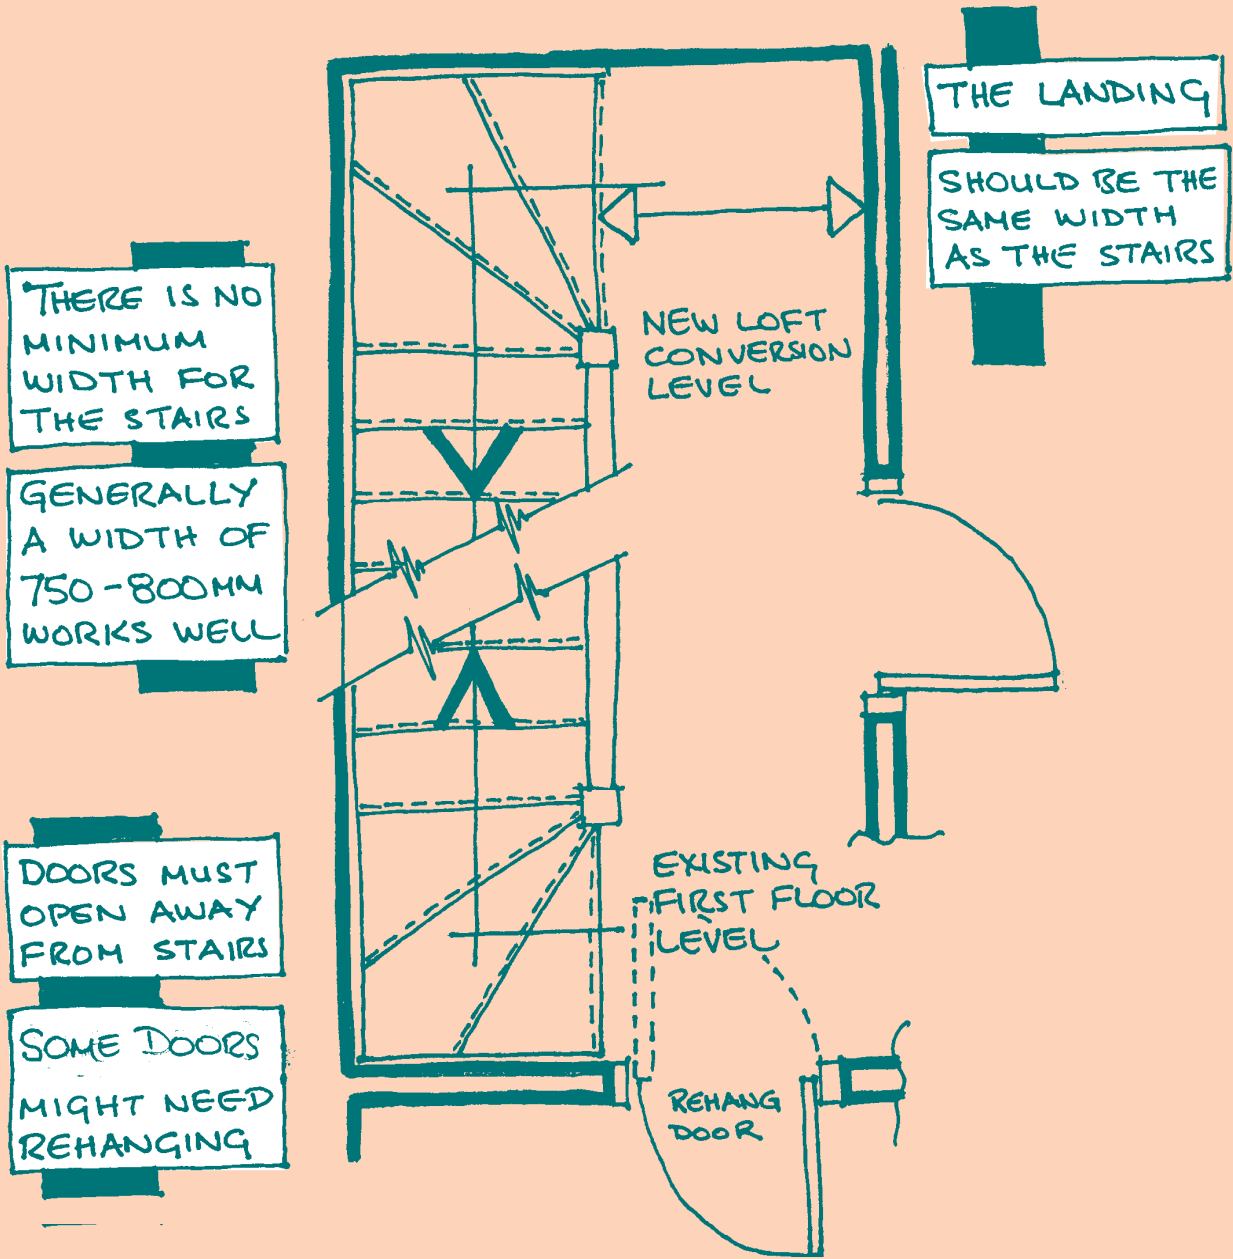 THE LANDING
SHOULD BE THE
SAME WIDTH
AS THE STAIRS
THERE IS NO
MINIMUM
WIDTH FOR
THE STAIRS
GENERALLY
A WIDTH OF
750-800MM
WORKS WELL
NEW LOFT
CONVERSION
LEVEL
DOORS MUST
OPEN AWAY
FROM STAIRS
SOME DOORS
MIGHT NEED
REHANGING
EXISTING
FIRST FLOOR
LEVEL
REHANG
DOOR